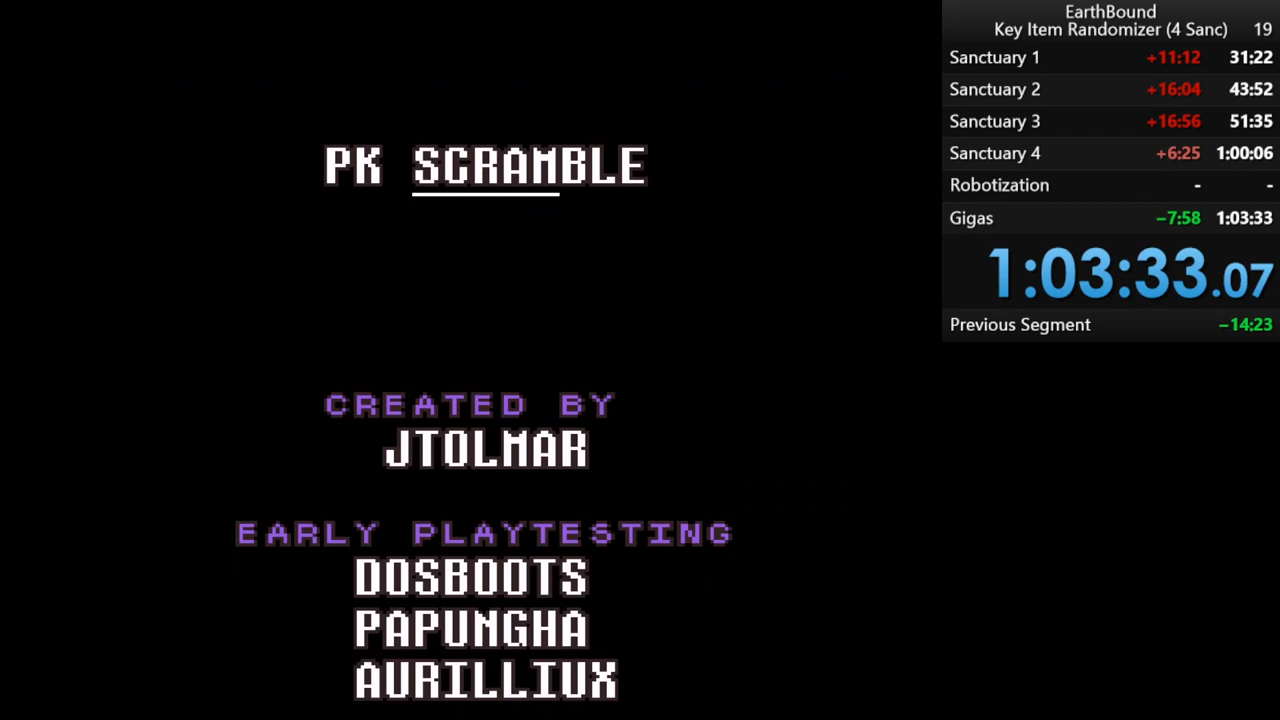 EarthBound
Key Item Randomizer (4 Sanc) 19
Sanctuary 1 +11:12 31:22
Sanctuary 2 +16:04 43:52
Sanctuary 3 +16:56 51:35
Sanctuary 4 +6:25 1:00:06
Robotization - -
Gigas −7:58 1:03:33
1:03:33.07
Previous Segment −14:23
PK SCRAMBLE
CREATED BY
JTOLMAR
EARLY PLAYTESTING
DOSBOOTS
PAPUNGHA
AURILLIUX